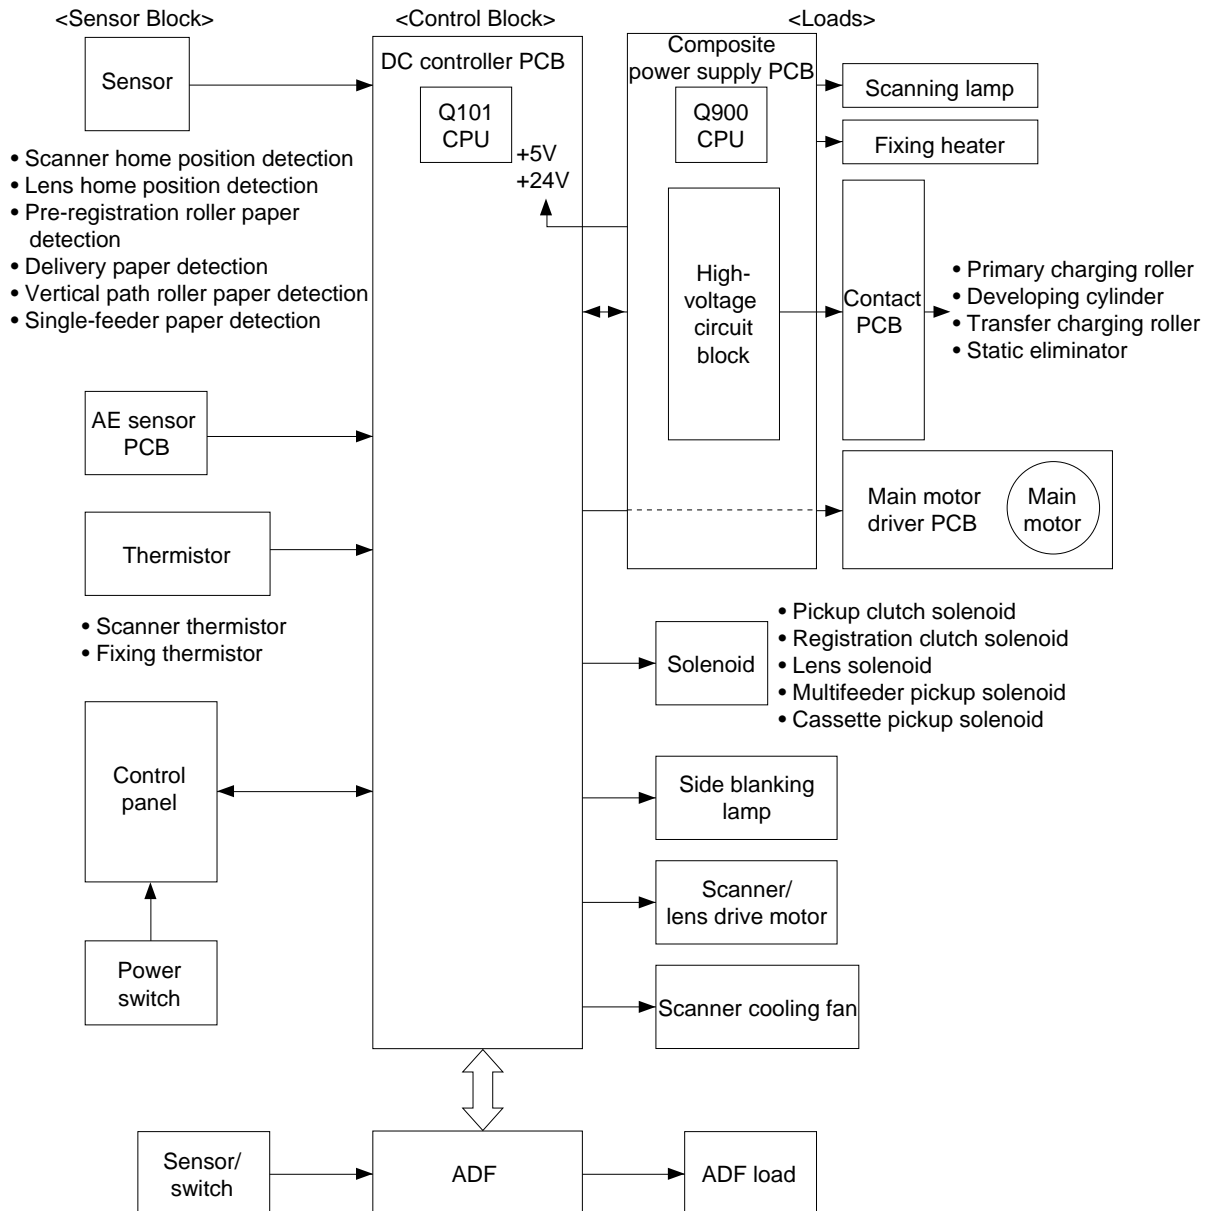 <Sensor Block>
<Control Block>
<Loads>
Sensor
• Scanner home position detection
• Lens home position detection
• Pre-registration roller paper
detection
• Delivery paper detection
• Vertical path roller paper detection
• Single-feeder paper detection
AE sensor
PCB
Thermistor
• Scanner thermistor
• Fixing thermistor
Control
panel
Power
switch
DC controller PCB
Q101
CPU
+5V
+24V
Composite
power supply PCB
Q900
CPU
High-
voltage
circuit
block
Scanning lamp
Fixing heater
Contact
PCB
• Primary charging roller
• Developing cylinder
• Transfer charging roller
• Static eliminator
Main motor
driver PCB
Main
motor
Solenoid
• Pickup clutch solenoid
• Registration clutch solenoid
• Lens solenoid
• Multifeeder pickup solenoid
• Cassette pickup solenoid
Side blanking
lamp
Scanner/
lens drive motor
Scanner cooling fan
Sensor/
switch
ADF
ADF load